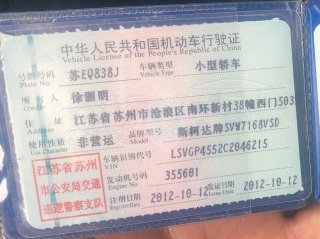 中华人民共和国机动车行驶证
Vehicle License of the People's Republic of China
号牌号码 苏EQ838J 车辆类型 小型轿车
Plate No. Vehicle Type
所有人 徐丽明
Owner
住址 江苏省苏州市沧浪区南环新村38幢西门1503
Address
使用性质 非营运 品牌型号 斯柯达牌SVW7168VSD
Use Character Model
江苏省苏州 车辆识别代号 LSVGP4552C2046215
VIN
市公安局交通 发动机号码 355601
Engine No.
巡逻警察支队 注册日期 2012-10-12 发证日期 2012-10-12
Register Date Issue Date